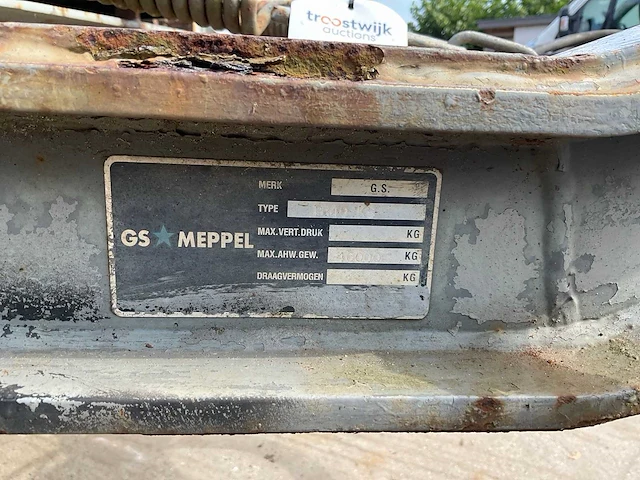 troostwijk
auctions
GS MEPPEL
MERK G.S.
TYPE
MAX.VERT.DRUK KG
MAX.AHW.GEW. KG
DRAAGVERMOGEN KG